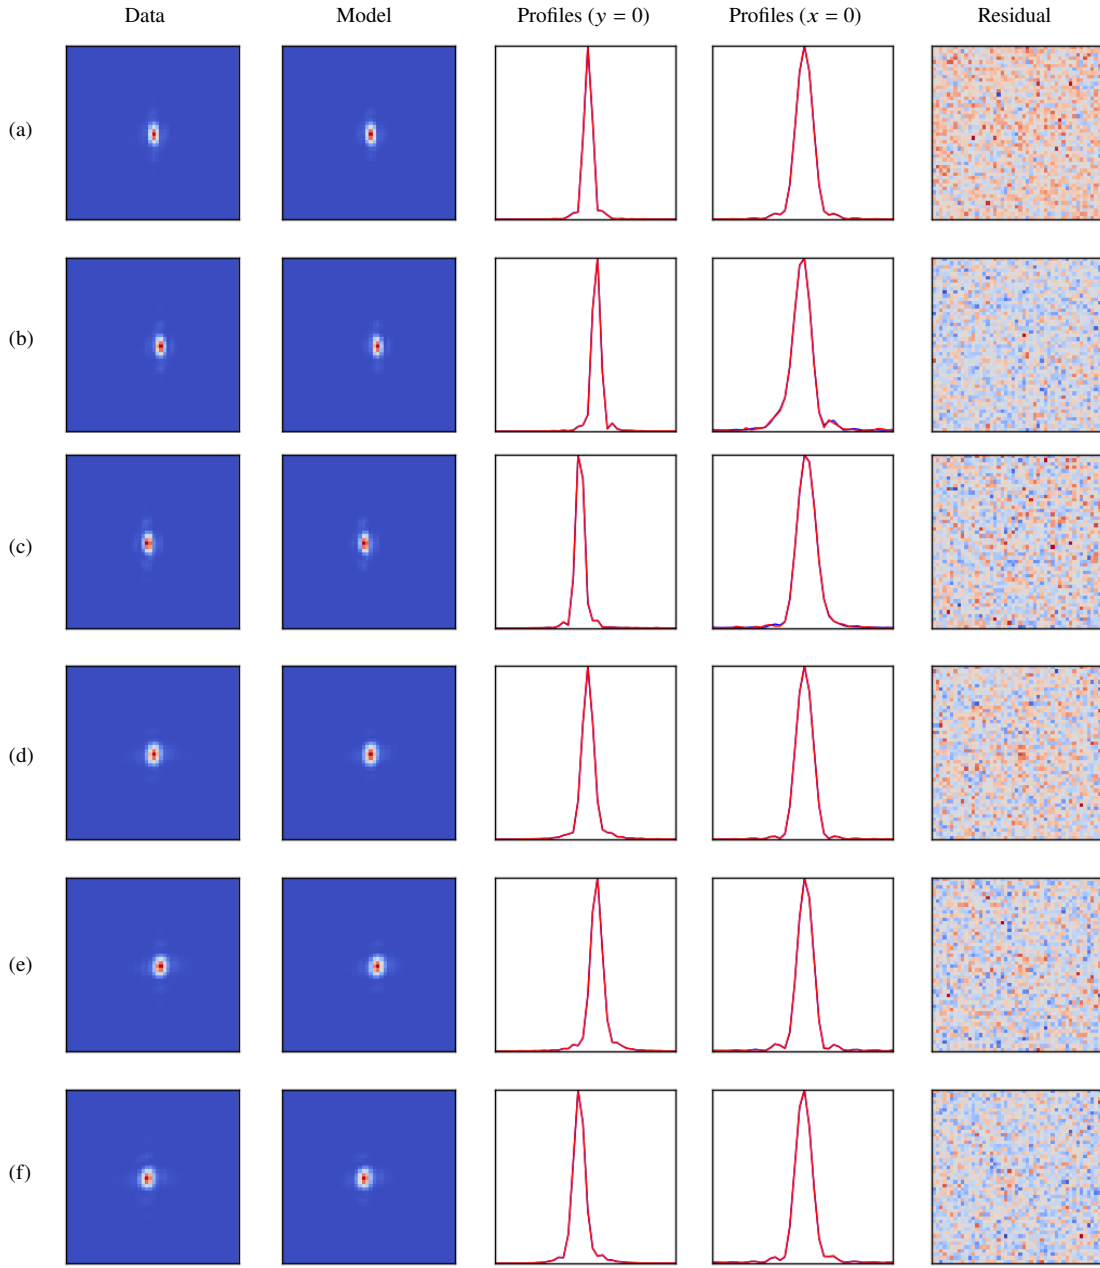 Data Model Profiles (y = 0) Profiles (x = 0) Residual
(a)
(b)
(c)
(d)
(e)
(f)